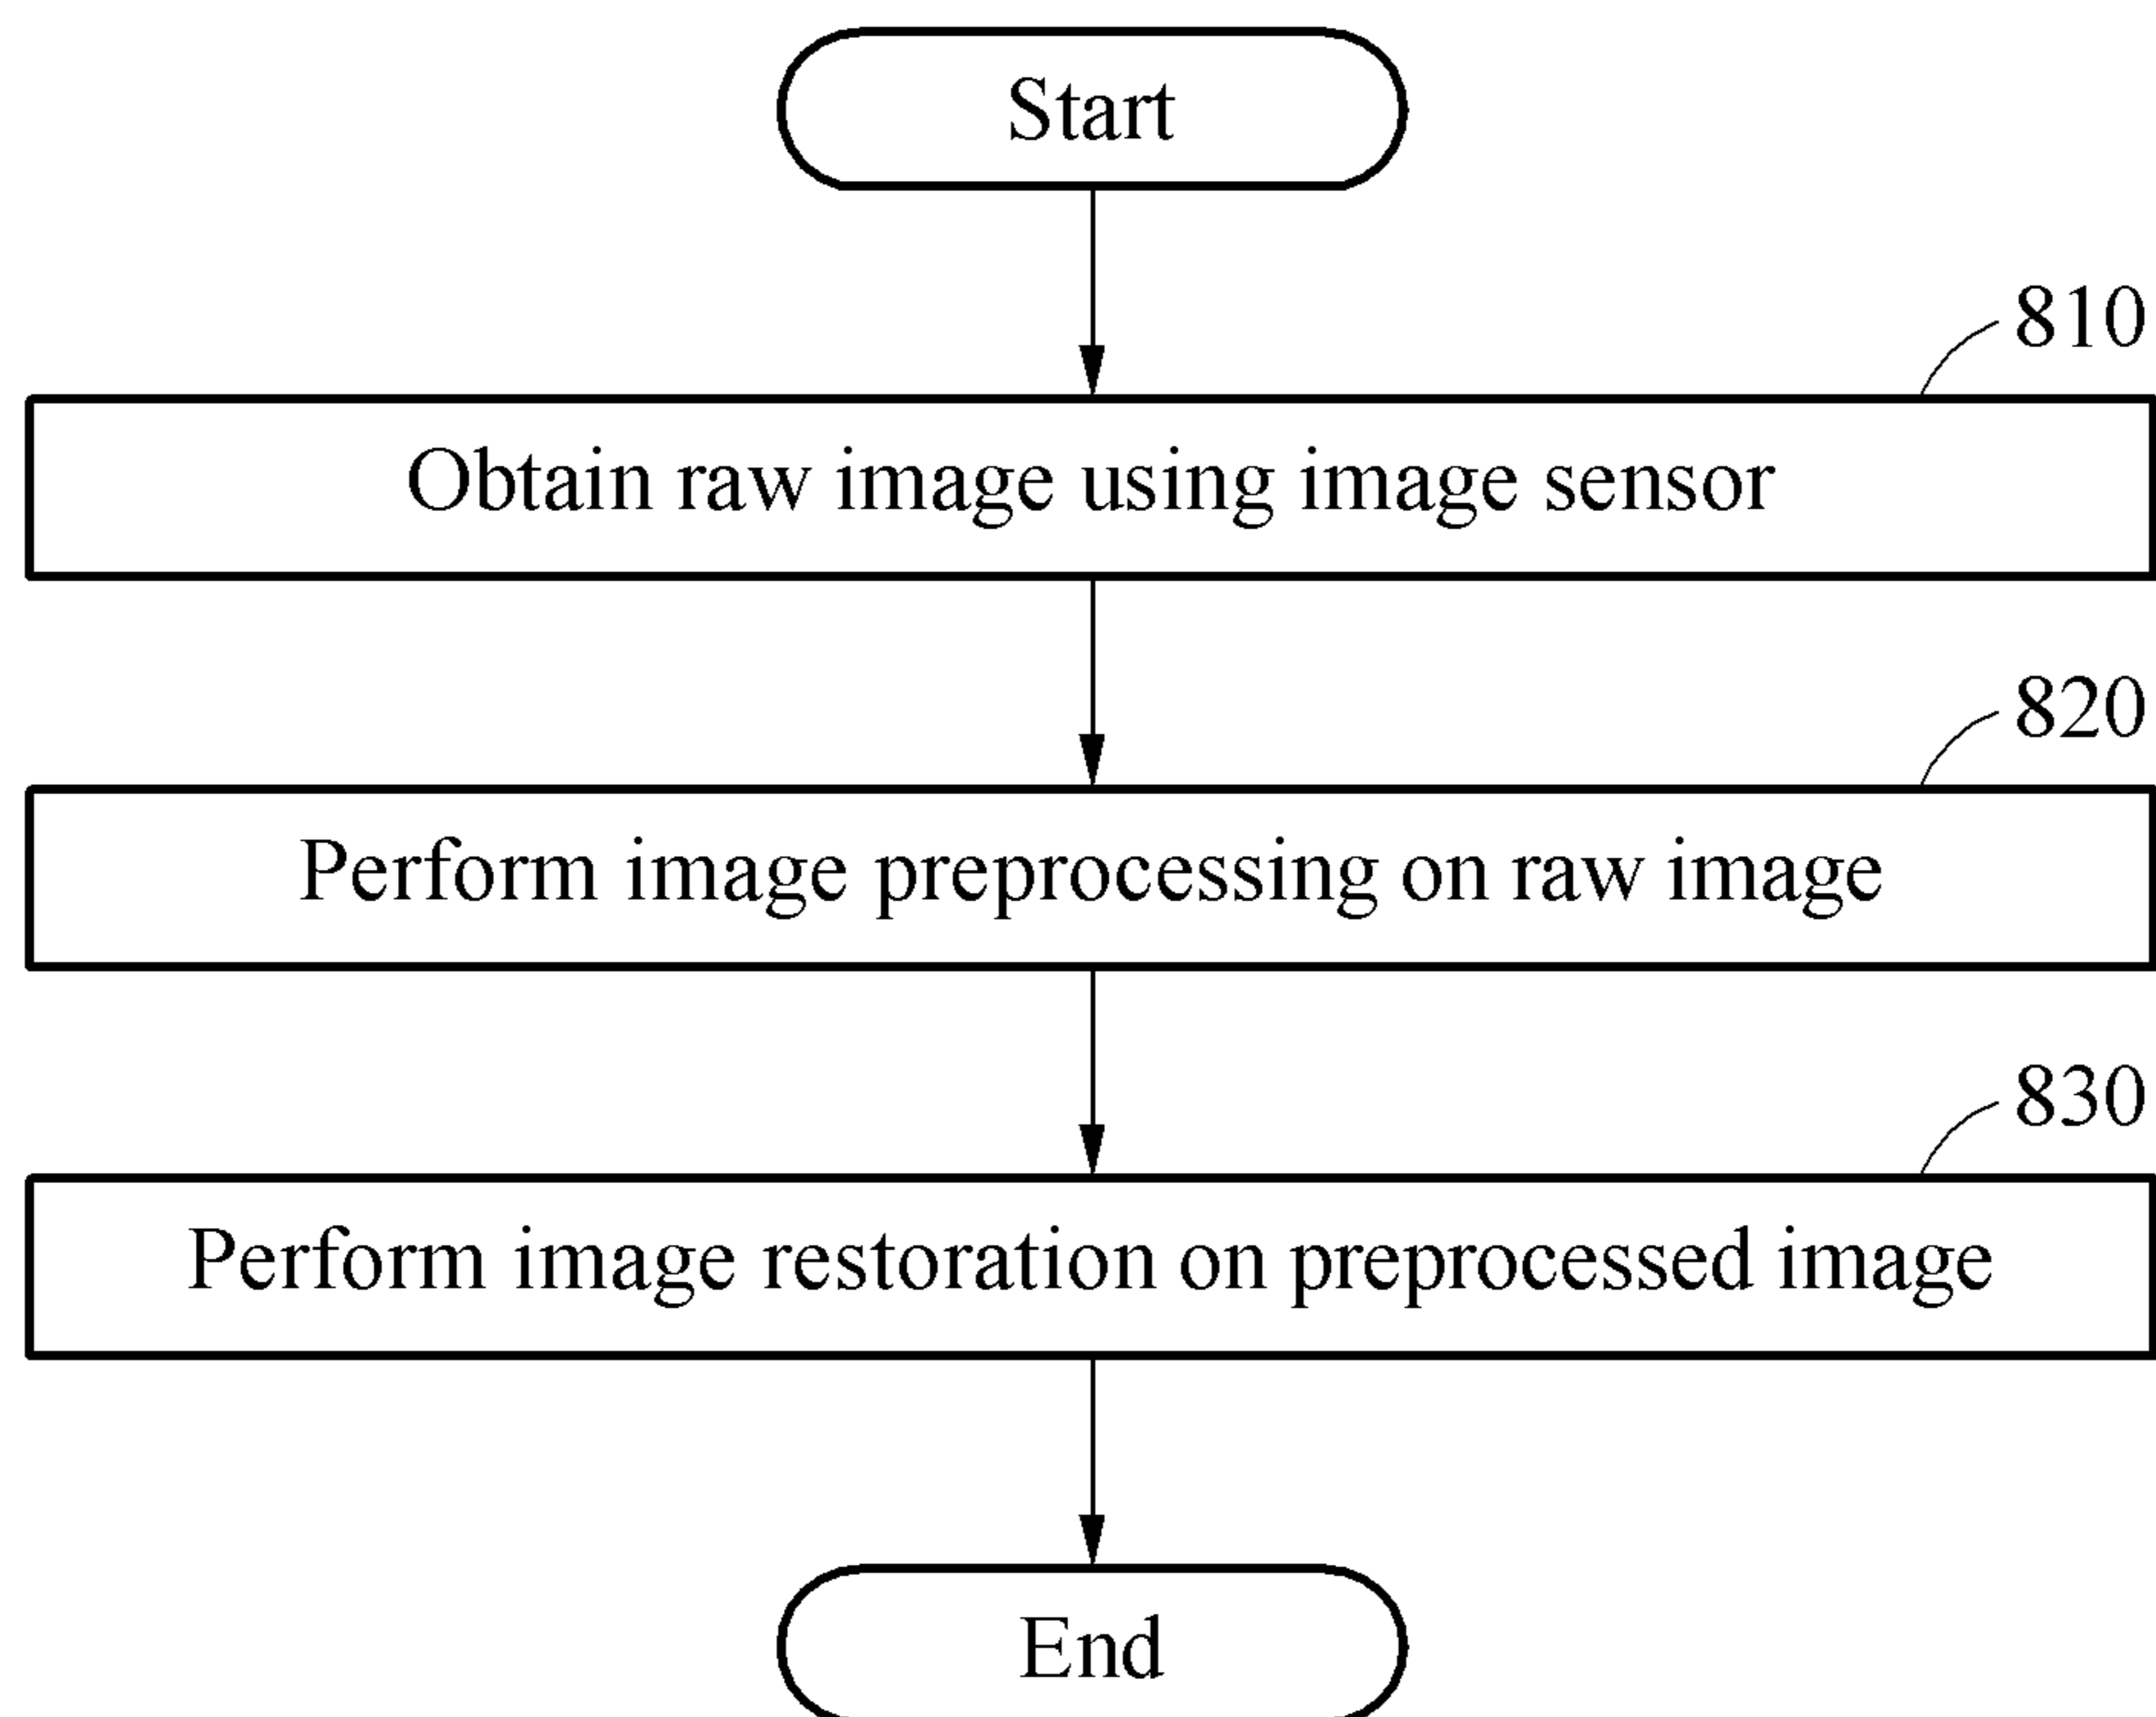 Start
810
Obtain raw image using image sensor
820
Perform image preprocessing on raw image
830
Perform image restoration on preprocessed image
End